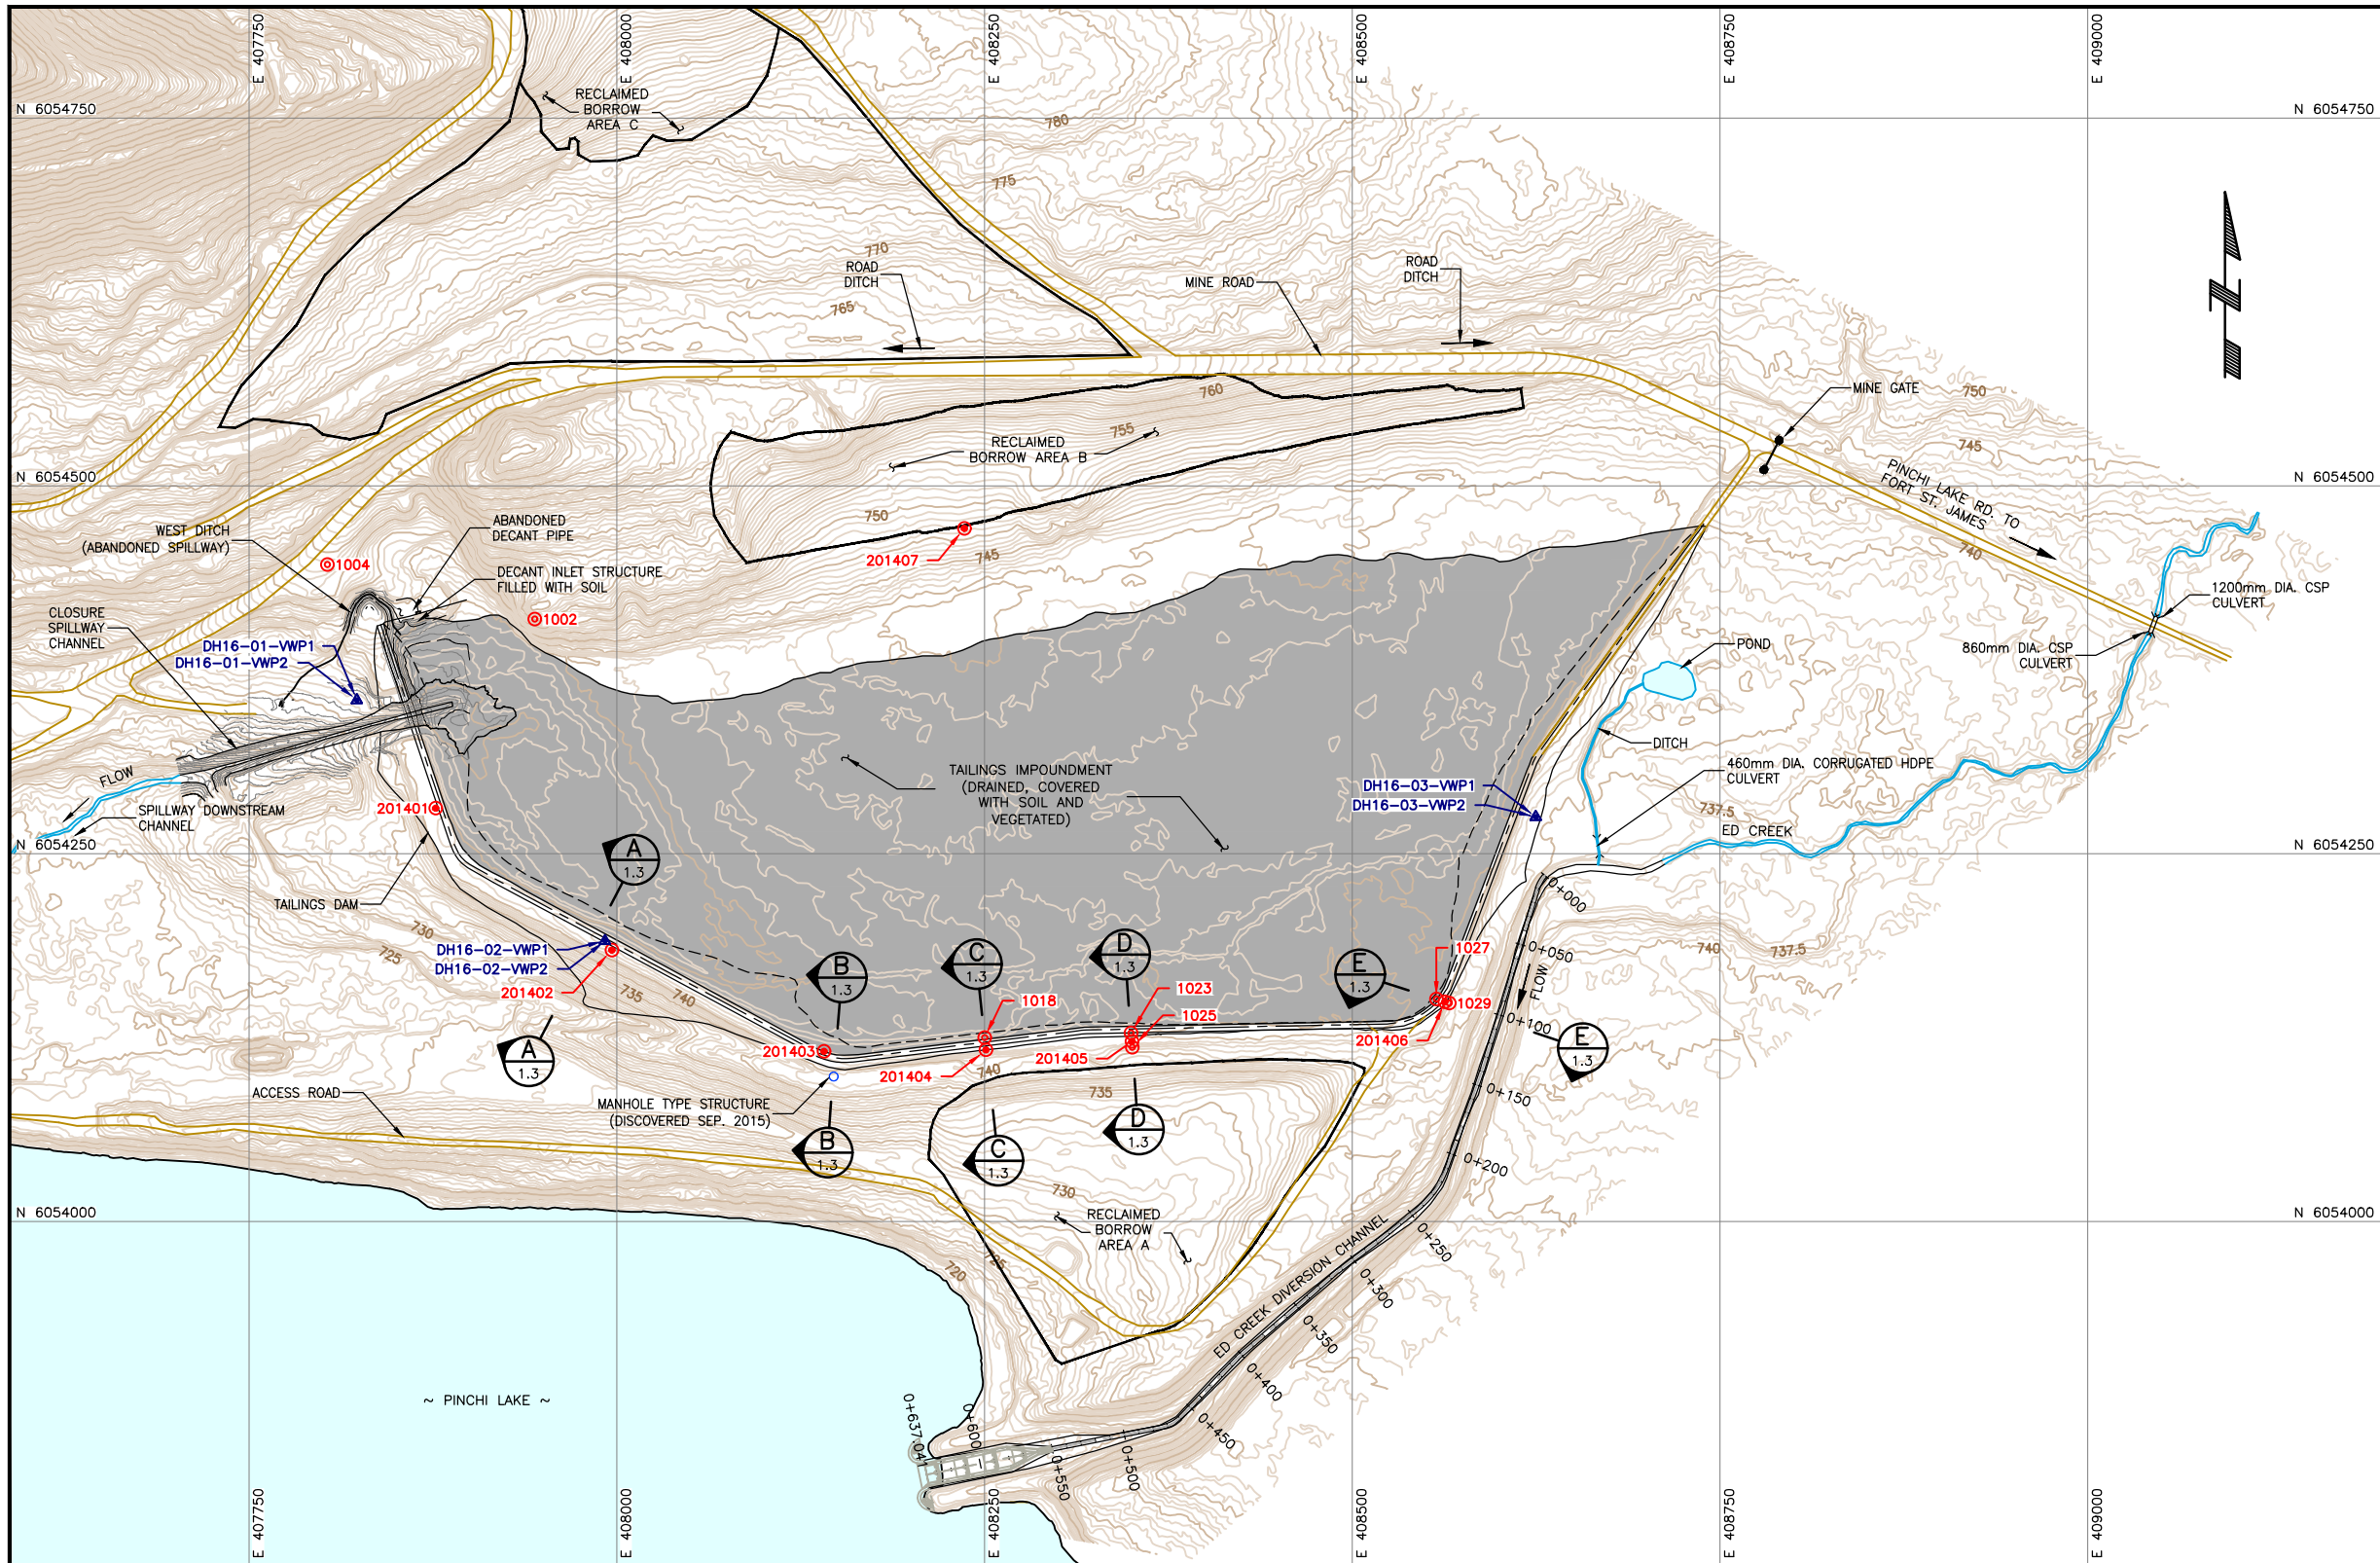 E 407750
E 408000
E 408250
E 408500
E 408750
E 409000
N 6054750
N 6054750
RECLAIMED
BORROW
AREA C
780
775
770
765
ROAD
DITCH
MINE ROAD
ROAD
DITCH
MINE GATE
750
760
755
745
RECLAIMED
BORROW AREA B
N 6054500
N 6054500
PINCHI LAKE RD. TO
FORT ST. JAMES
740
750
745
WEST DITCH
(ABANDONED SPILLWAY)
ABANDONED
DECANT PIPE
201407
1004
DECANT INLET STRUCTURE
FILLED WITH SOIL
1002
CLOSURE
SPILLWAY
CHANNEL
1200mm DIA. CSP
CULVERT
860mm DIA. CSP
CULVERT
DH16-01-VWP1
DH16-01-VWP2
POND
DITCH
FLOW
TAILINGS IMPOUNDMENT
(DRAINED, COVERED
WITH SOIL AND
VEGETATED)
460mm DIA. CORRUGATED HDPE
CULVERT
DH16-03-VWP1
DH16-03-VWP2
201401
SPILLWAY DOWNSTREAM
CHANNEL
737.5
ED CREEK
N 6054250
N 6054250
A
1.3
TAILINGS DAM
0+000
730
725
DH16-02-VWP1
DH16-02-VWP2
201402
735
740
B
1.3
C
1.3
D
1.3
E
1.3
1027
0+050
740
737.5
FLOW
1018
1023
1029
1025
0+100
201403
201404
201405
201406
E
1.3
A
1.3
740
735
ACCESS ROAD
MANHOLE TYPE STRUCTURE
(DISCOVERED SEP. 2015)
0+150
B
1.3
C
1.3
D
1.3
0+200
730
RECLAIMED
BORROW
AREA A
N 6054000
N 6054000
725
720
0+250
ED CREEK DIVERSION CHANNEL
0+300
0+350
0+400
~ PINCHI LAKE ~
0+637.041
0+600
0+450
0+500
0+550
E 407750
E 408000
E 408250
E 408500
E 408750
E 409000